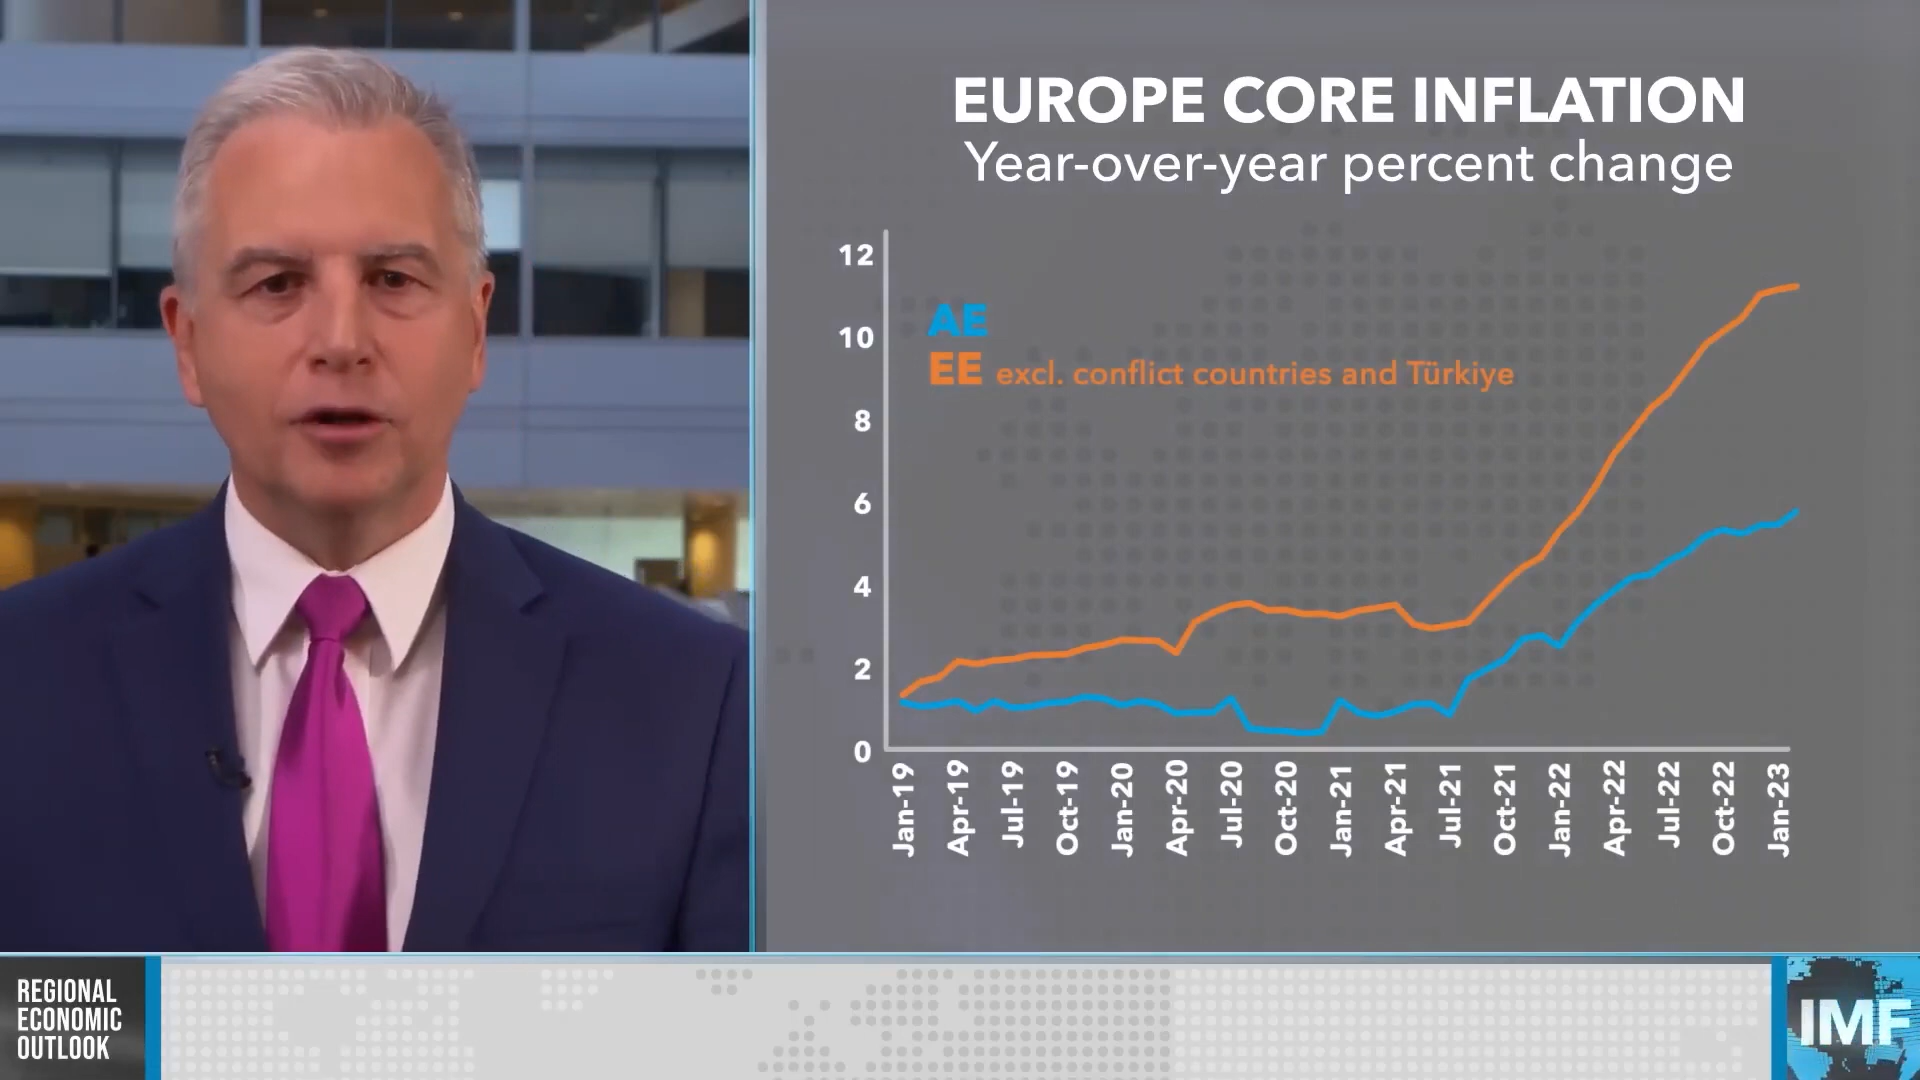 EUROPE CORE INFLATION
Year-over-year percent change
12
10
8
6
4
2
0
AE
EE excl. conflict countries and Türkiye
Jan-19
Apr-19
Jul-19
Oct-19
Jan-20
Apr-20
Jul-20
Oct-20
Jan-21
Apr-21
Jul-21
Oct-21
Jan-22
Apr-22
Jul-22
Oct-22
Jan-23
REGIONAL
ECONOMIC
OUTLOOK
IMF